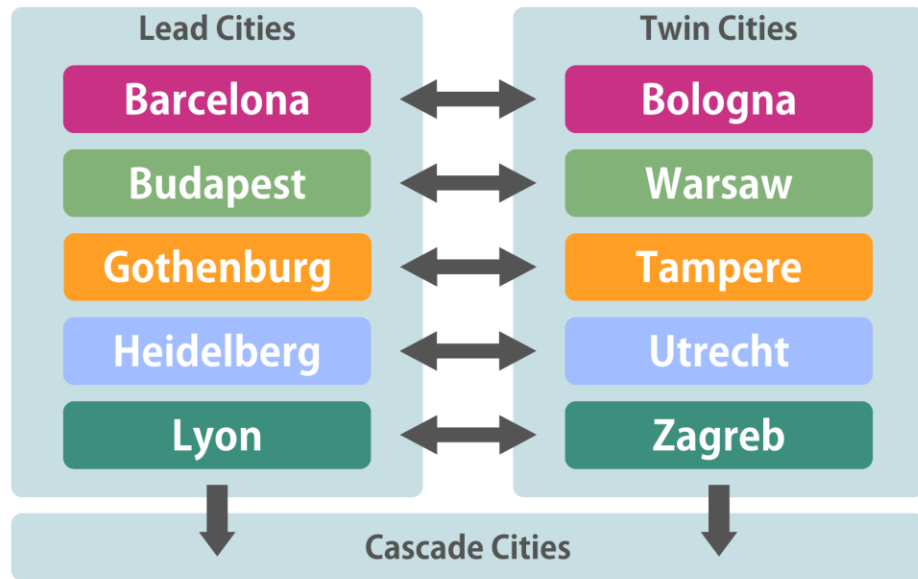 Lead Cities
Barcelona
Budapest
Gothenburg
Heidelberg
Lyon
Twin Cities
Bologna
Warsaw
Tampere
Utrecht
Zagreb
Cascade Cities